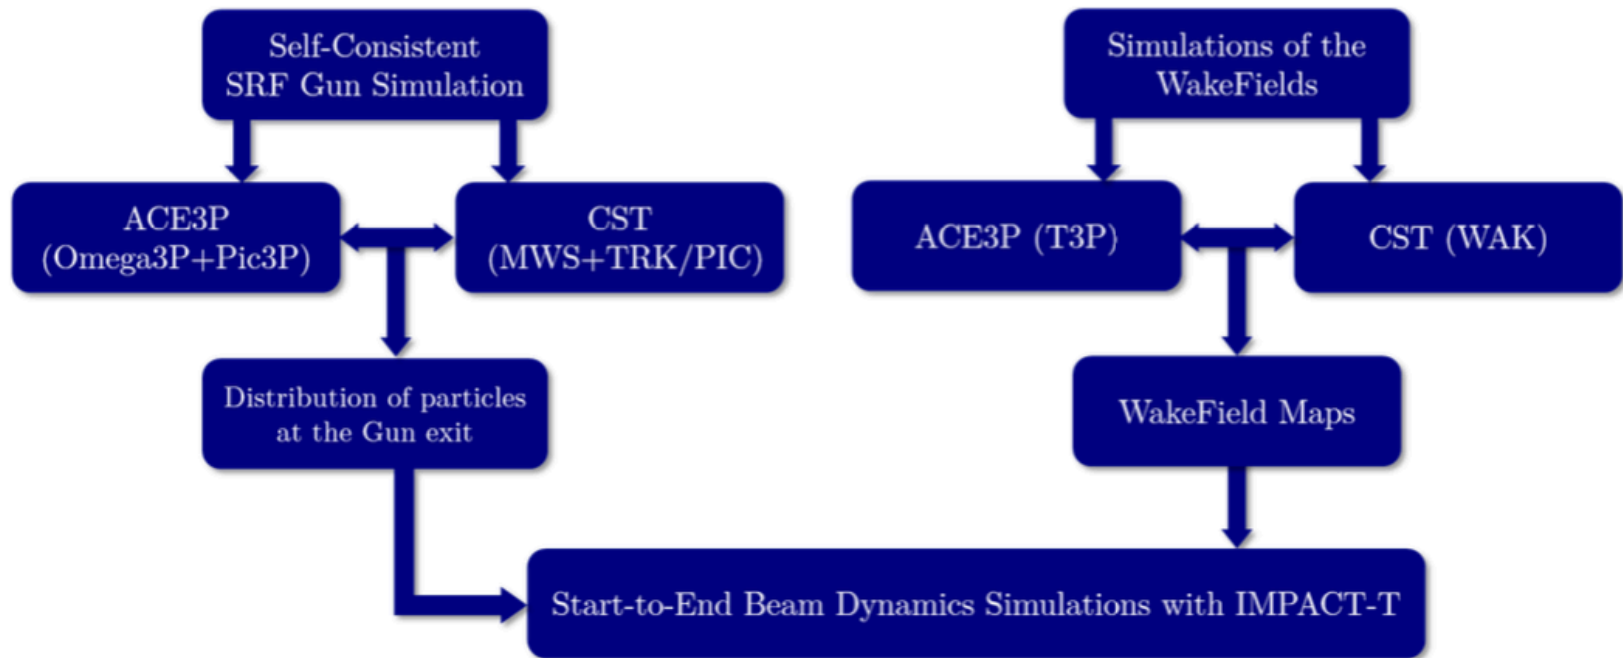 Self-Consistent
SRF Gun Simulation
Simulations of the
WakeFields
ACE3P
(Omega3P+Pic3P)
CST
(MWS+TRK/PIC)
ACE3P (T3P)
CST (WAK)
Distribution of particles
at the Gun exit
WakeField Maps
Start-to-End Beam Dynamics Simulations with IMPACT-T